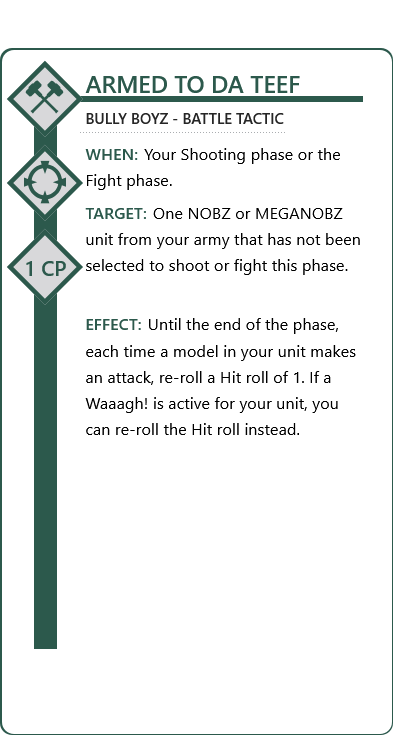 ARMED TO DA TEEF
BULLY BOYZ - BATTLE TACTIC
WHEN: Your Shooting phase or the
Fight phase.
TARGET: One NOBZ or MEGANOBZ
unit from your army that has not been
selected to shoot or fight this phase.
1 CP
EFFECT: Until the end of the phase,
each time a model in your unit makes
an attack, re-roll a Hit roll of 1. If a
Waaagh! is active for your unit, you
can re-roll the Hit roll instead.